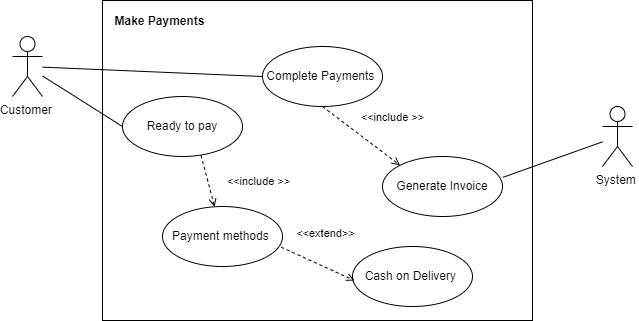 Make Payments
Customer
Complete Payments
<<include >>
Ready to pay
System
Generate Invoice
<<include >>
Payment methods
<<extend>>
Cash on Delivery